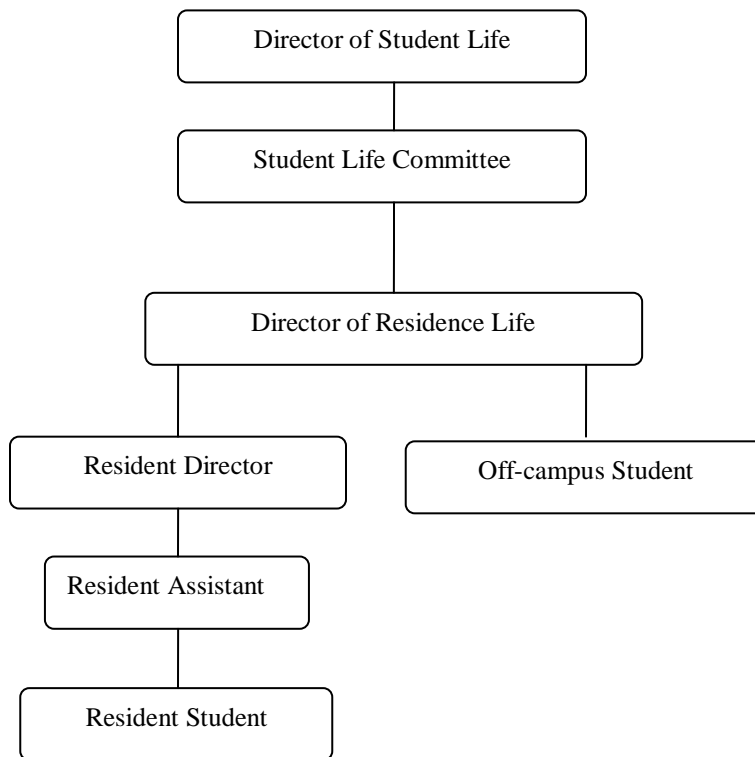 Director of Student Life
Student Life Committee
Director of Residence Life
Resident Director
Off-campus Student
Resident Assistant
Resident Student